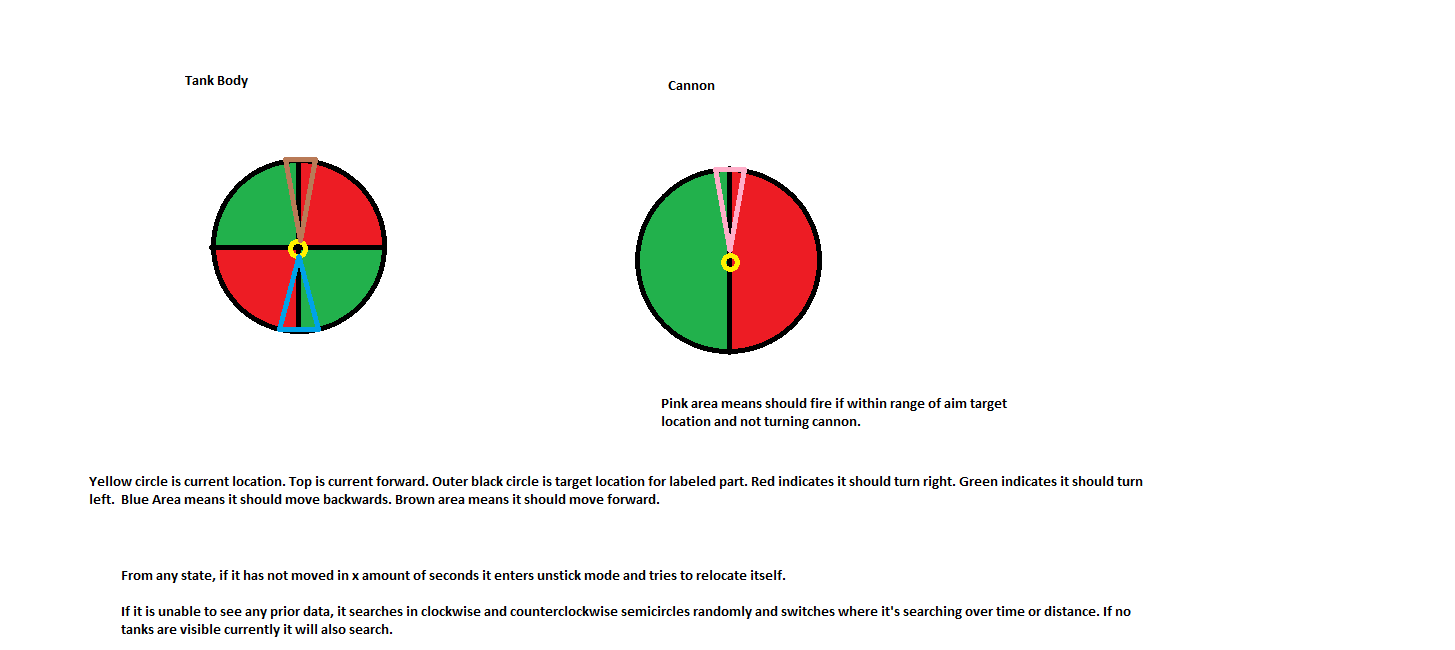 Tank Body
Cannon
Pink area means should fire if within range of aim target
location and not turning cannon.
Yellow circle is current location. Top is current forward. Outer black circle is target location for labeled part. Red indicates it should turn right. Green indicates it should turn
left.  Blue Area means it should move backwards. Brown area means it should move forward.
From any state, if it has not moved in x amount of seconds it enters unstick mode and tries to relocate itself.
If it is unable to see any prior data, it searches in clockwise and counterclockwise semicircles randomly and switches where it's searching over time or distance. If no
tanks are visible currently it will also search.